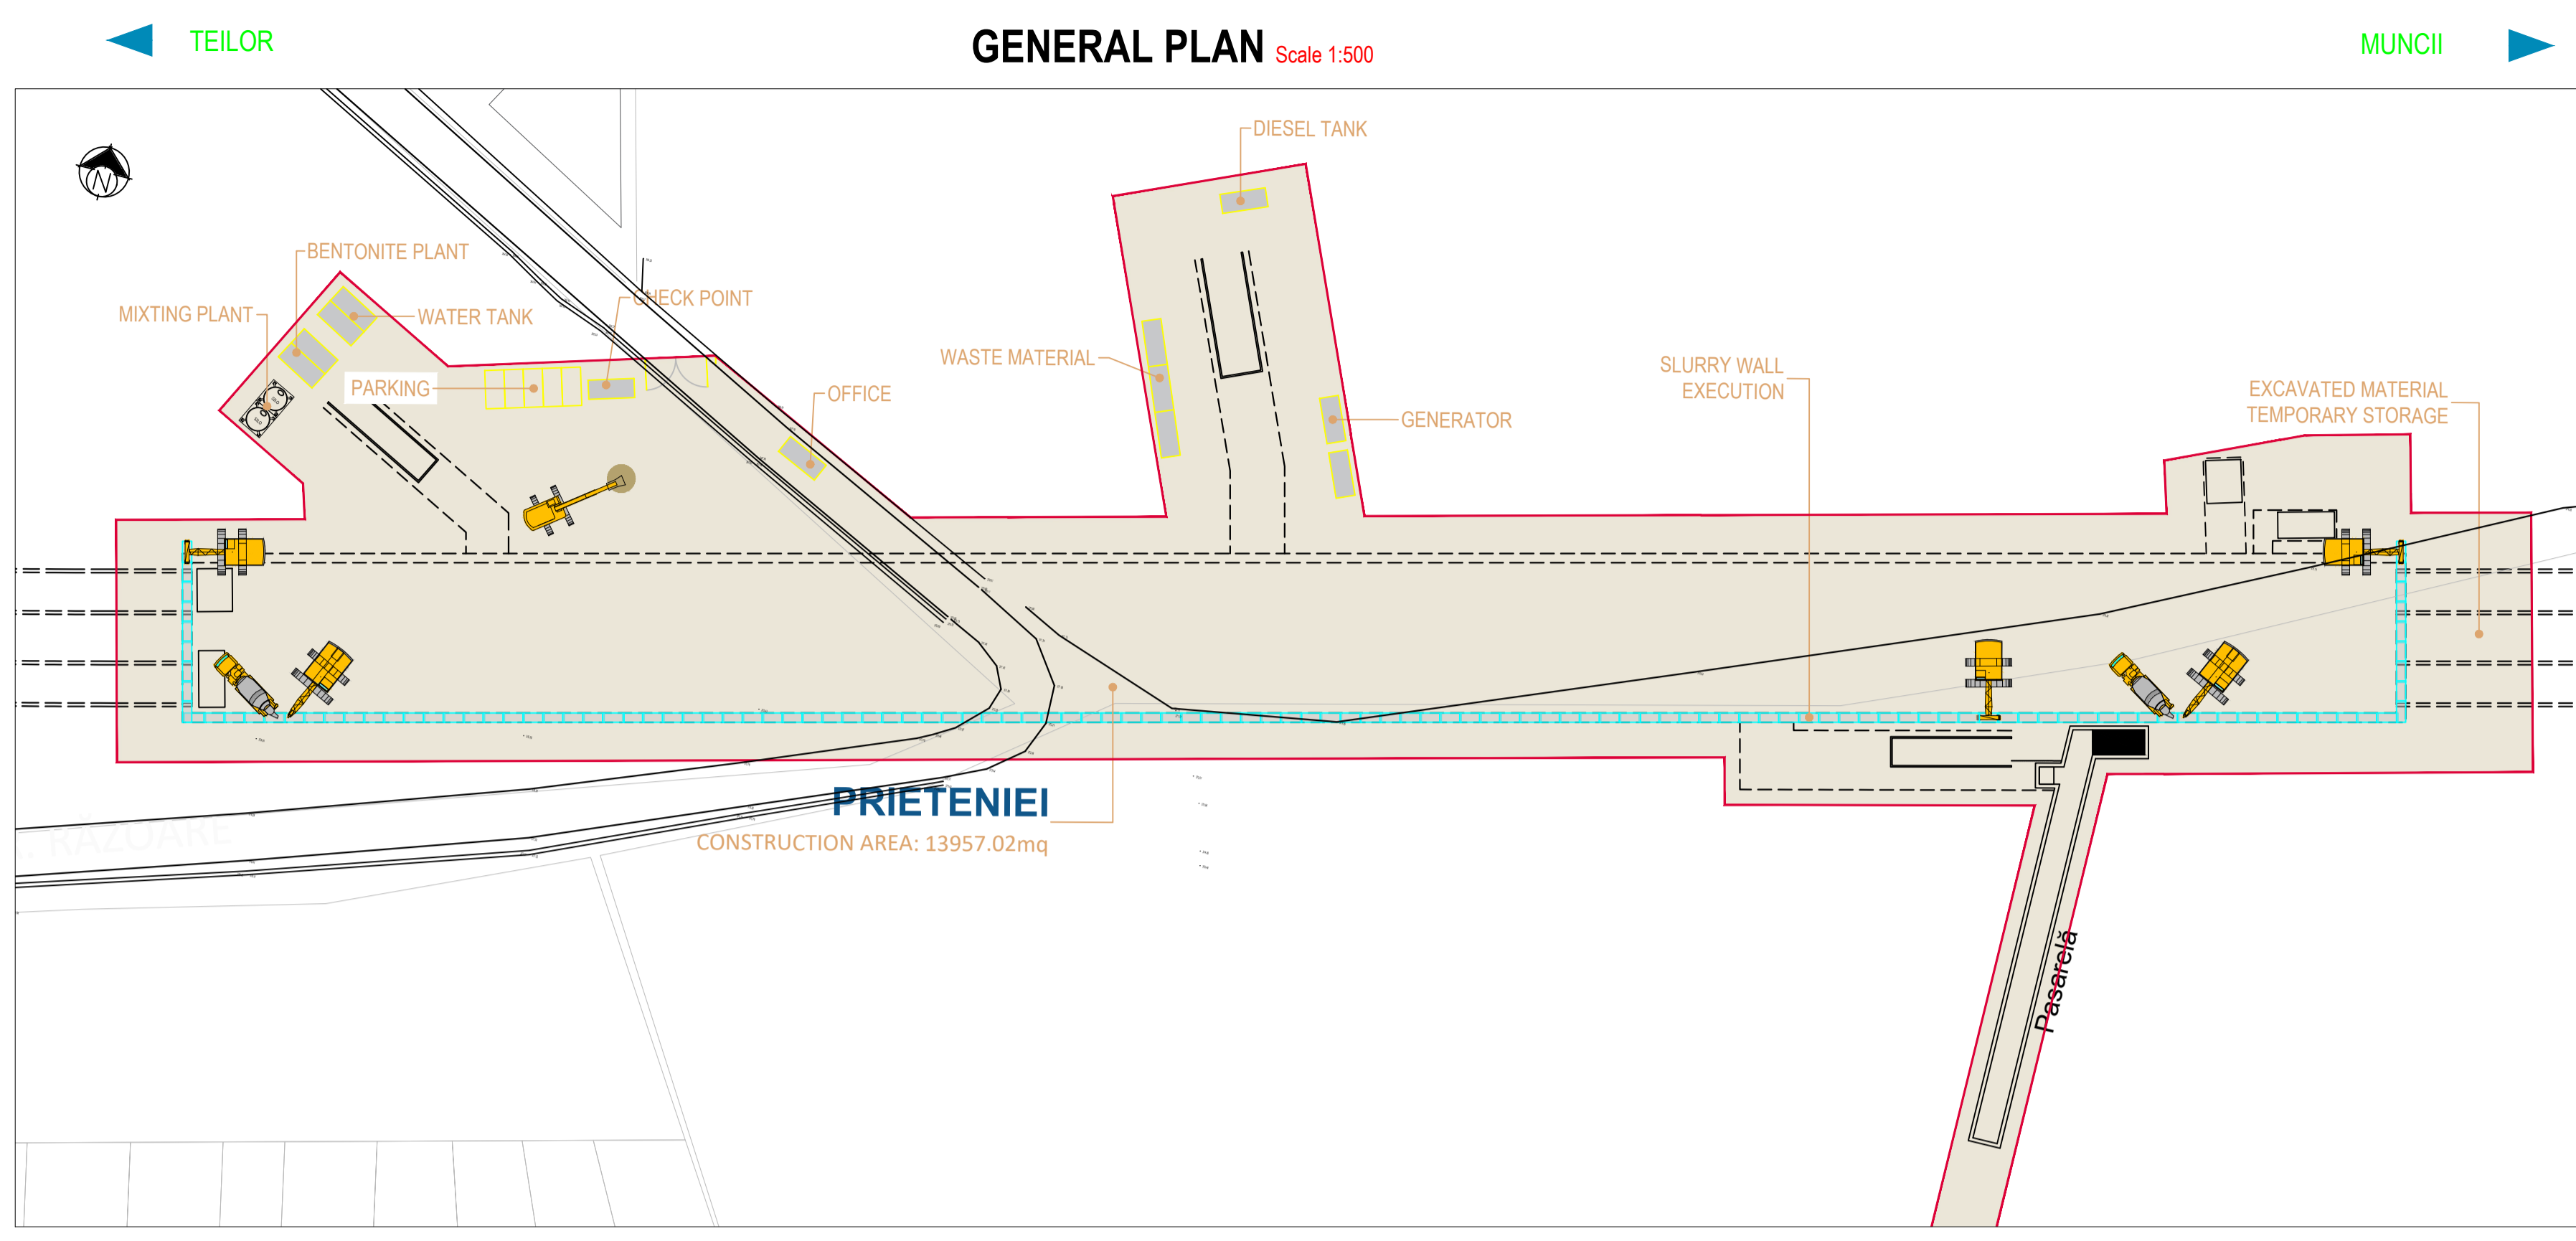 TEILOR
GENERAL PLAN Scale 1:500
MUNCII
DIESEL TANK
N
BENTONITE PLANT
CHECK POINT
MIXTING PLANT
WATER TANK
WASTE MATERIAL
SLURRY WALL
EXECUTION
PARKING
OFFICE
EXCAVATED MATERIAL
TEMPORARY STORAGE
GENERATOR
PRIETENIEI
RĂZOARE
CONSTRUCTION AREA: 13957.02mq
Pasarelă